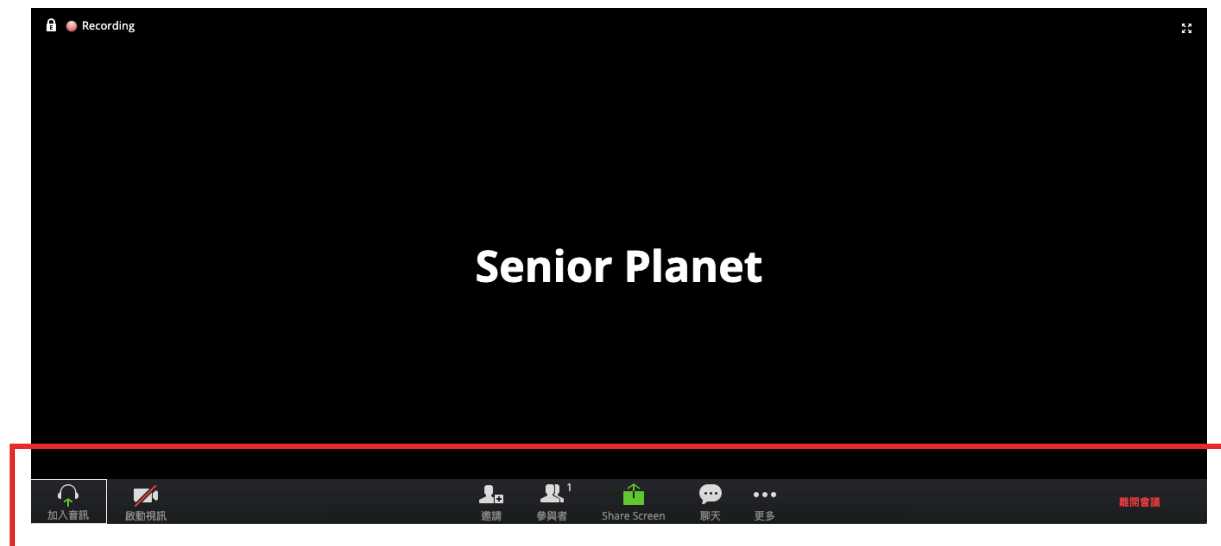 Recording
Senior Planet
加入音訊 啟動視訊 邀請 參與者 1 Share Screen 聊天 更多 離開會議